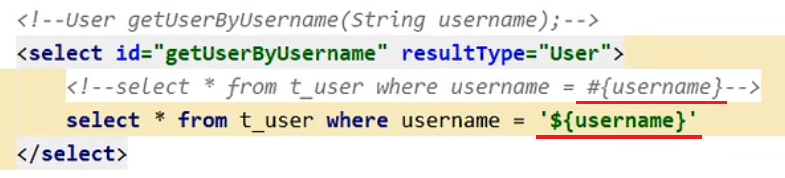 <!--User getUserByUsername(String username);-->
<select id="getUserByUsername" resultType="User">
<!--select * from t_user where username = #{username}-->
select * from t_user where username = '${username}'
</select>